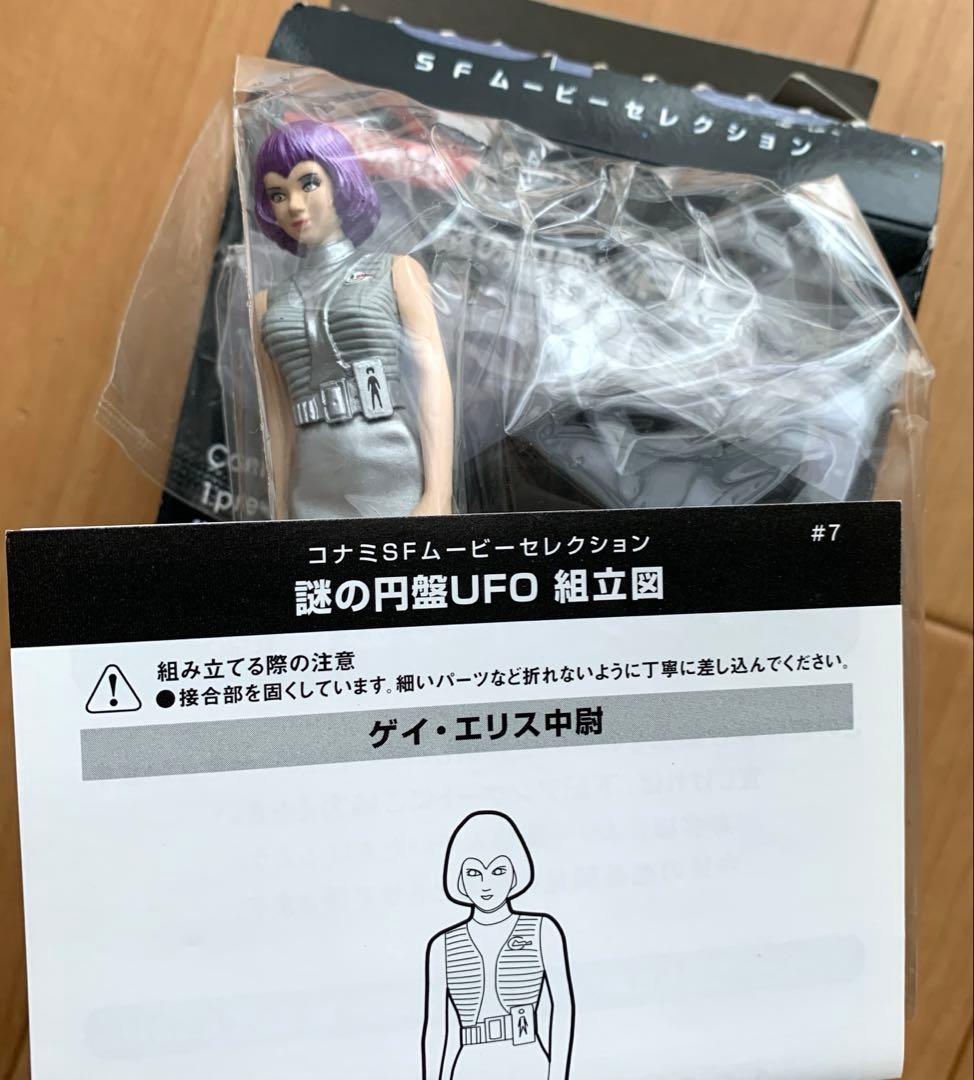 SFムービーセレクション
コナミSFムービーセレクション
#7
謎の円盤UFO 組立図
組み立てる際の注意
●接合部を固くしています。細いパーツなど折れないように丁寧に差し込んでください。
ゲイ・エリス中尉